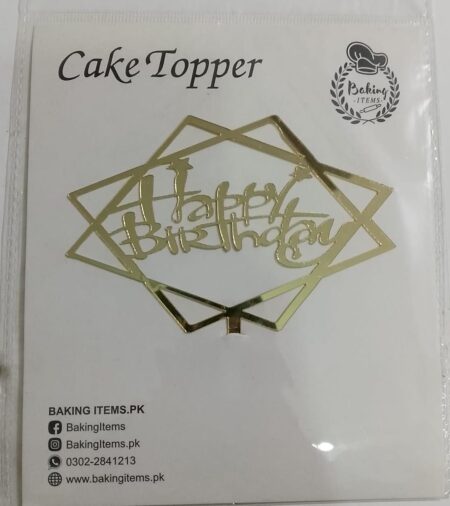 Cake Topper
Baking
-ITEMS-
Happy
BIRThday
BAKING ITEMS.PK
BakingItems
BakingItems.pk
0302-2841213
www.bakingitems.pk